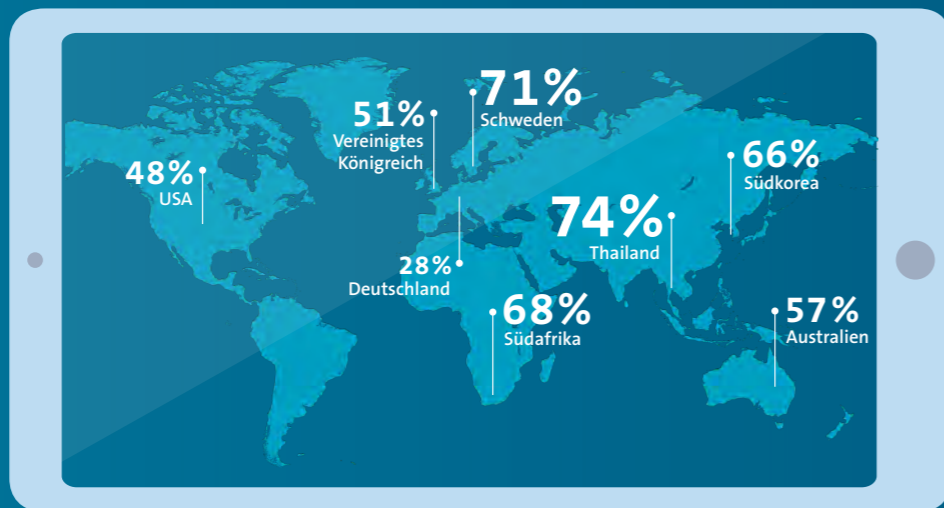 71%
Schweden
51%
Vereinigtes
Königreich
48%
USA
66%
Südkorea
74%
Thailand
28%
Deutschland
68%
Südafrika
57%
Australien